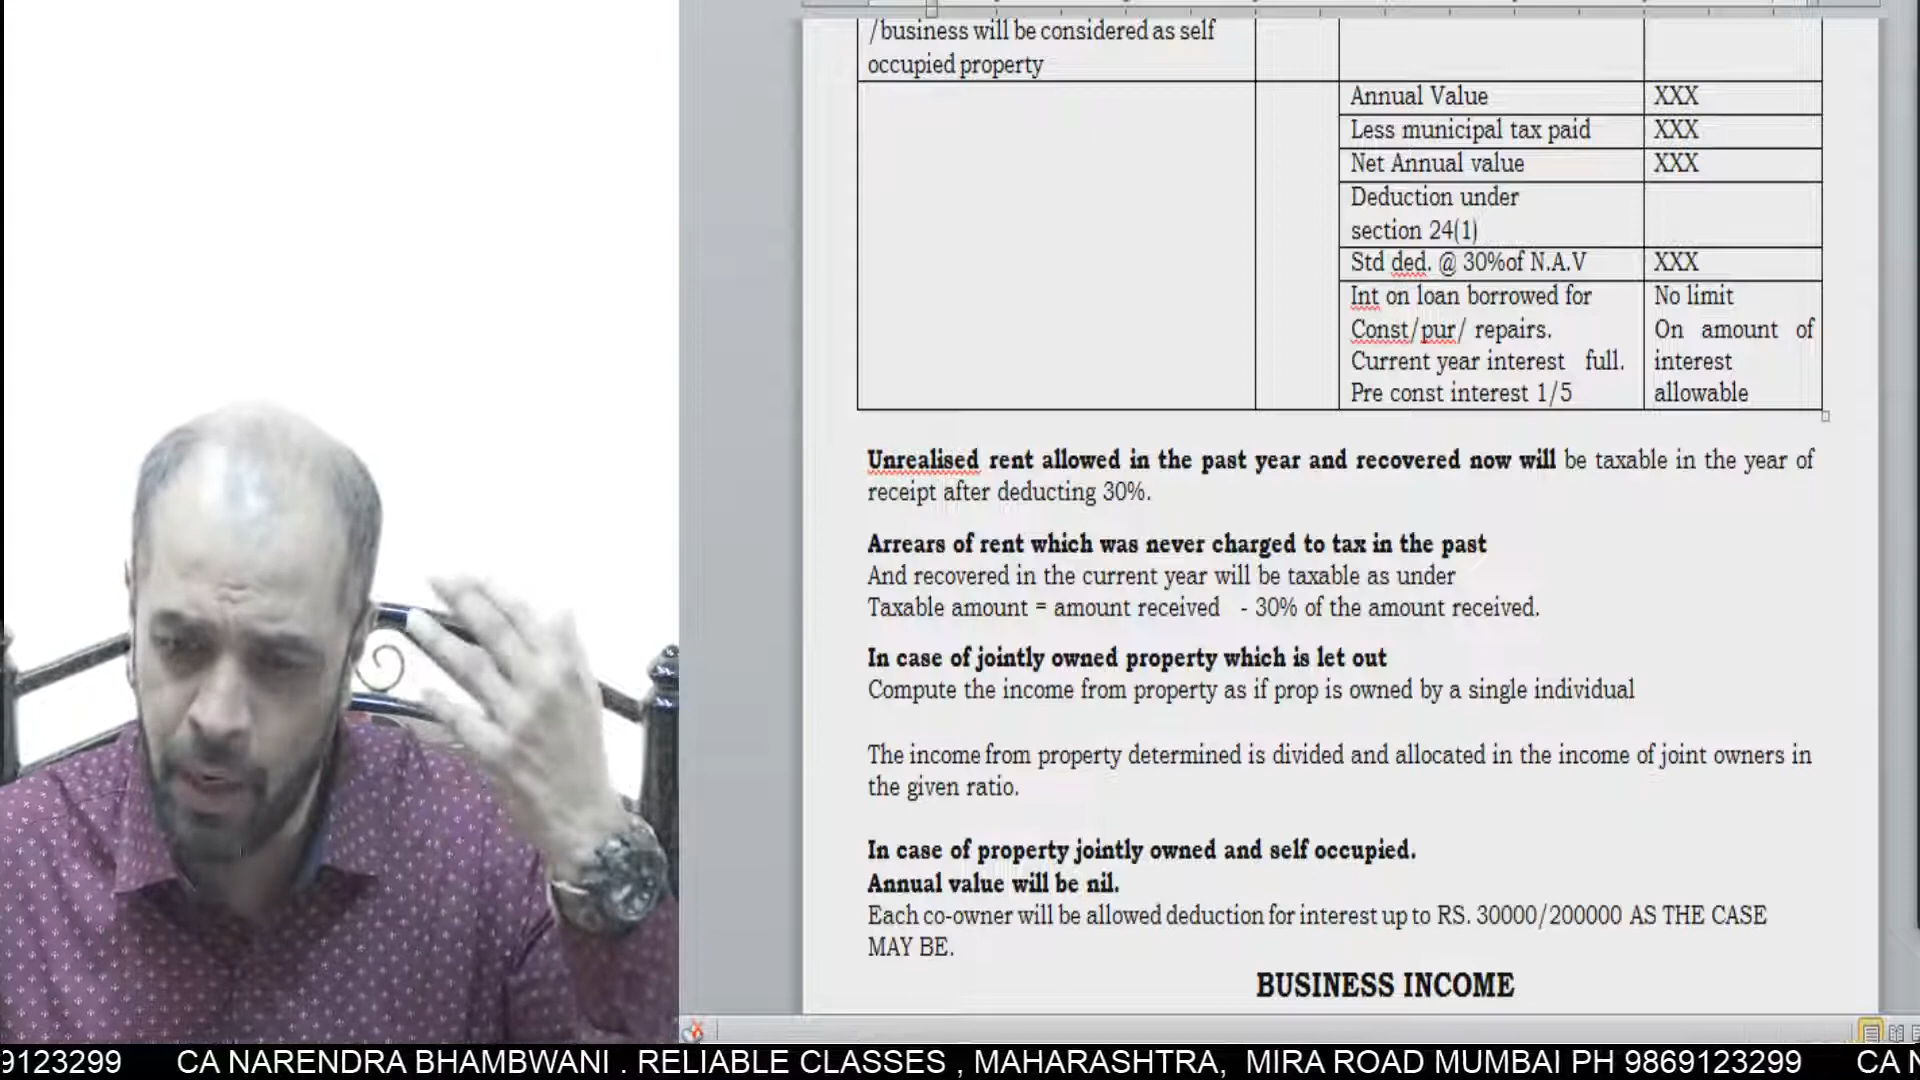 /business will be considered as self
occupied property
Annual Value XXX
Less municipal tax paid XXX
Net Annual value XXX
Deduction under
section 24(1)
Std ded. @ 30%of N.A.V XXX
Int on loan borrowed for No limit
Const/pur/ repairs. On amount of
Current year interest full. interest
Pre const interest 1/5 allowable
Unrealised rent allowed in the past year and recovered now will be taxable in the year of
receipt after deducting 30%.
Arrears of rent which was never charged to tax in the past
And recovered in the current year will be taxable as under
Taxable amount = amount received - 30% of the amount received.
In case of jointly owned property which is let out
Compute the income from property as if prop is owned by a single individual
The income from property determined is divided and allocated in the income of joint owners in
the given ratio.
In case of property jointly owned and self occupied.
Annual value will be nil.
Each co-owner will be allowed deduction for interest up to RS. 30000/200000 AS THE CASE
MAY BE.
BUSINESS INCOME
9123299 CA NARENDRA BHAMBWANI . RELIABLE CLASSES , MAHARASHTRA, MIRA ROAD MUMBAI PH 9869123299 CA N